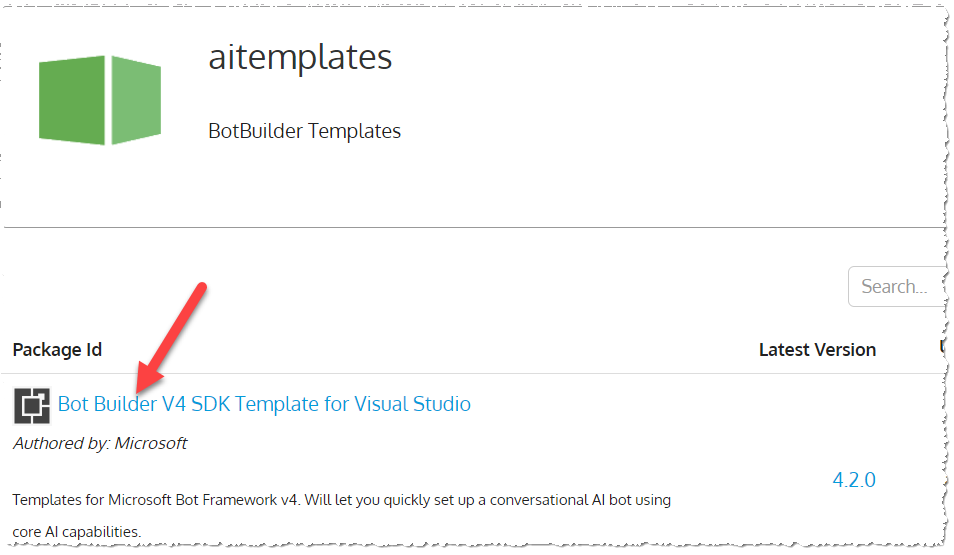 aitemplates
BotBuilder Templates
Search...
Package Id
Latest Version
Bot Builder V4 SDK Template for Visual Studio
Authored by: Microsoft
4.2.0
Templates for Microsoft Bot Framework v4. Will let you quickly set up a conversational AI bot using
core AI capabilities.